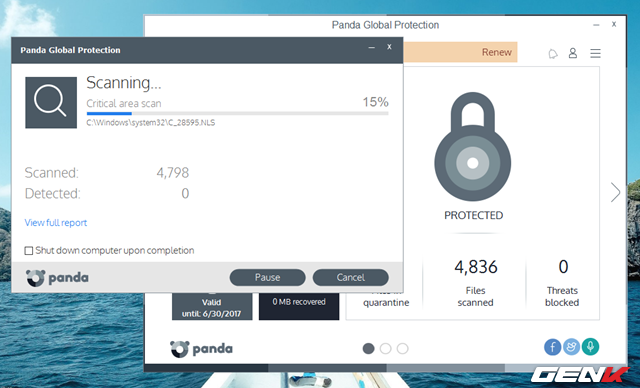 Panda Global Protection
Renew
Panda Global Protection
Scanning...
Critical area scan
15%
C:\Windows\system32\C_28595.NLS
Scanned:
4,798
Detected:
0
View full report
Shut down computer upon completion
panda
Pause
Cancel
PROTECTED
quarantine
4,836
Files
scanned
0
Threats
blocked
Valid
until: 6/30/2017
0 MB recovered
panda
GENK